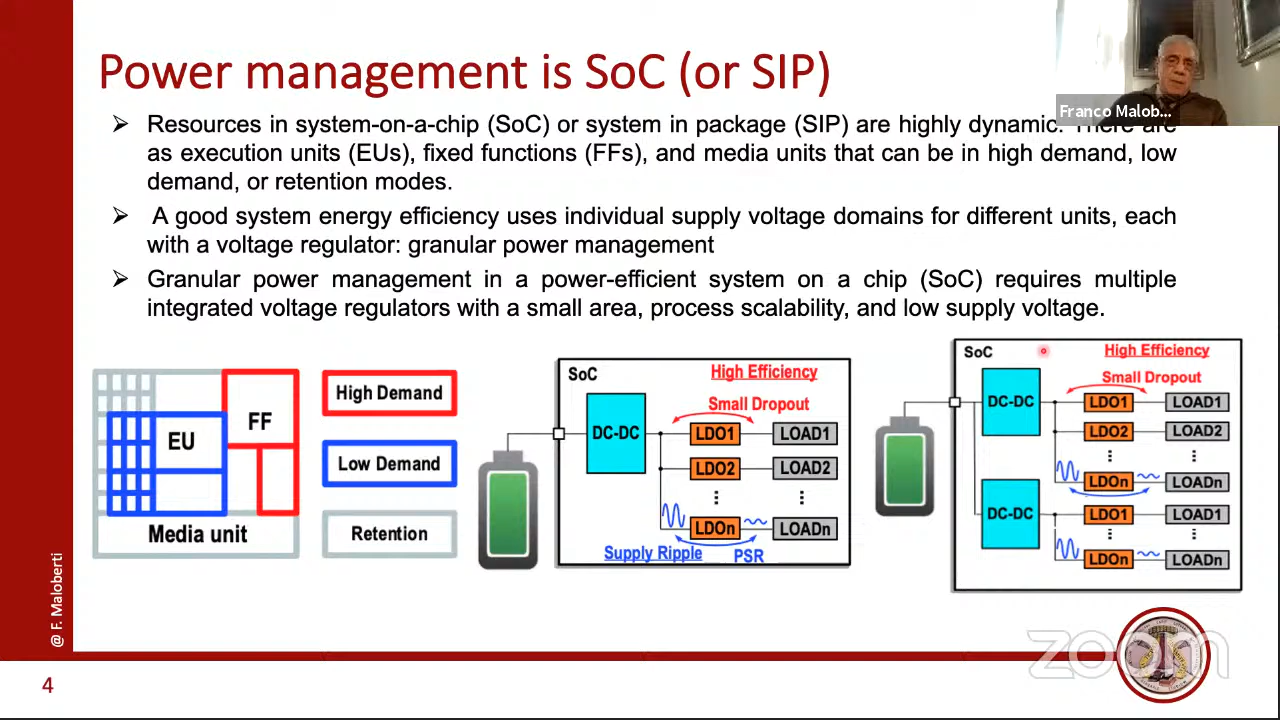 Power management is SoC (or SIP)
Franco Malob...
➢ Resources in system-on-a-chip (SoC) or system in package (SIP) are highly dynamic. There are
as execution units (EUs), fixed functions (FFs), and media units that can be in high demand, low
demand, or retention modes.
➢ A good system energy efficiency uses individual supply voltage domains for different units, each
with a voltage regulator: granular power management
➢ Granular power management in a power-efficient system on a chip (SoC) requires multiple
integrated voltage regulators with a small area, process scalability, and low supply voltage.
EU
FF
Media unit
High Demand
Low Demand
Retention
SoC
High Efficiency
Small Dropout
DC-DC
LDO1
LOAD1
LDO2
LOAD2
LDOn
LOADn
Supply Ripple
PSR
SoC
High Efficiency
Small Dropout
DC-DC
LDO1
LOAD1
LDO2
LOAD2
LDOn
LOADn
DC-DC
LDO1
LOAD1
LDOn
LOADn
@ F. Maloberti
zoom
4